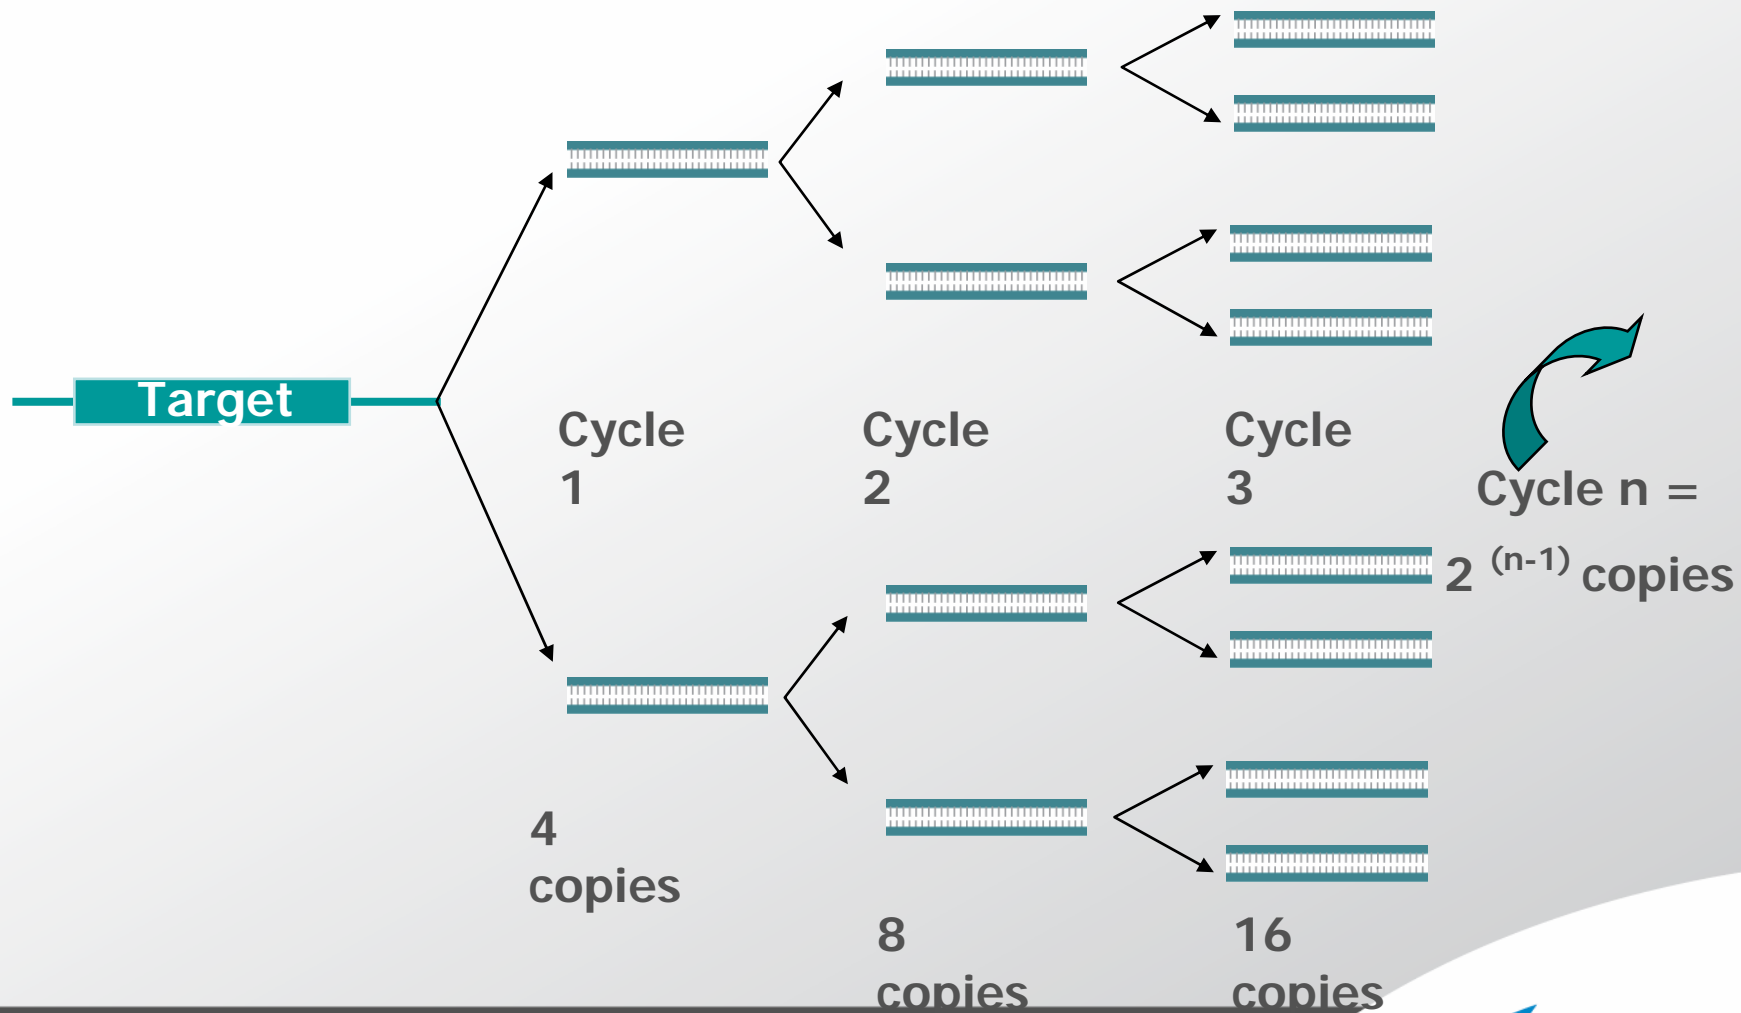 Target
Cycle
1
Cycle
2
Cycle
3
Cycle n =
2 (n-1) copies
4
copies
8
copies
16
copies